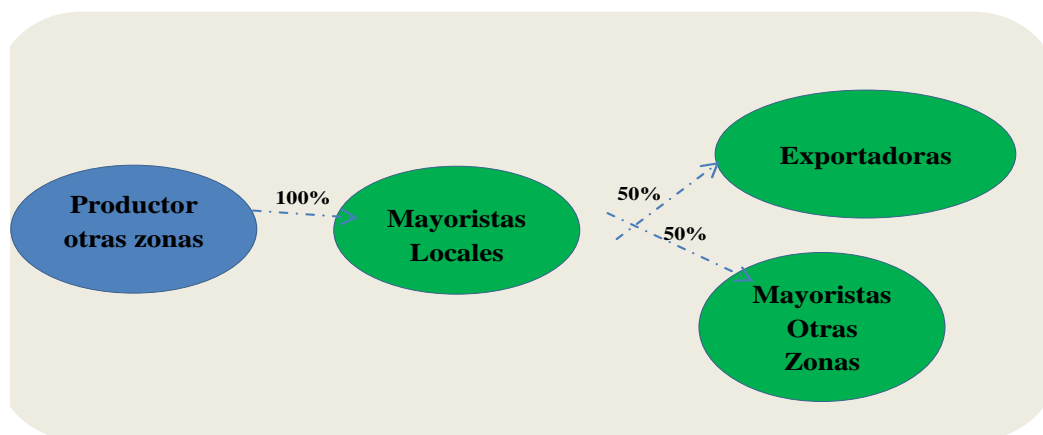 Productor
otras zonas
100%
Mayoristas
Locales
50%
50%
Exportadoras
Mayoristas
Otras
Zonas